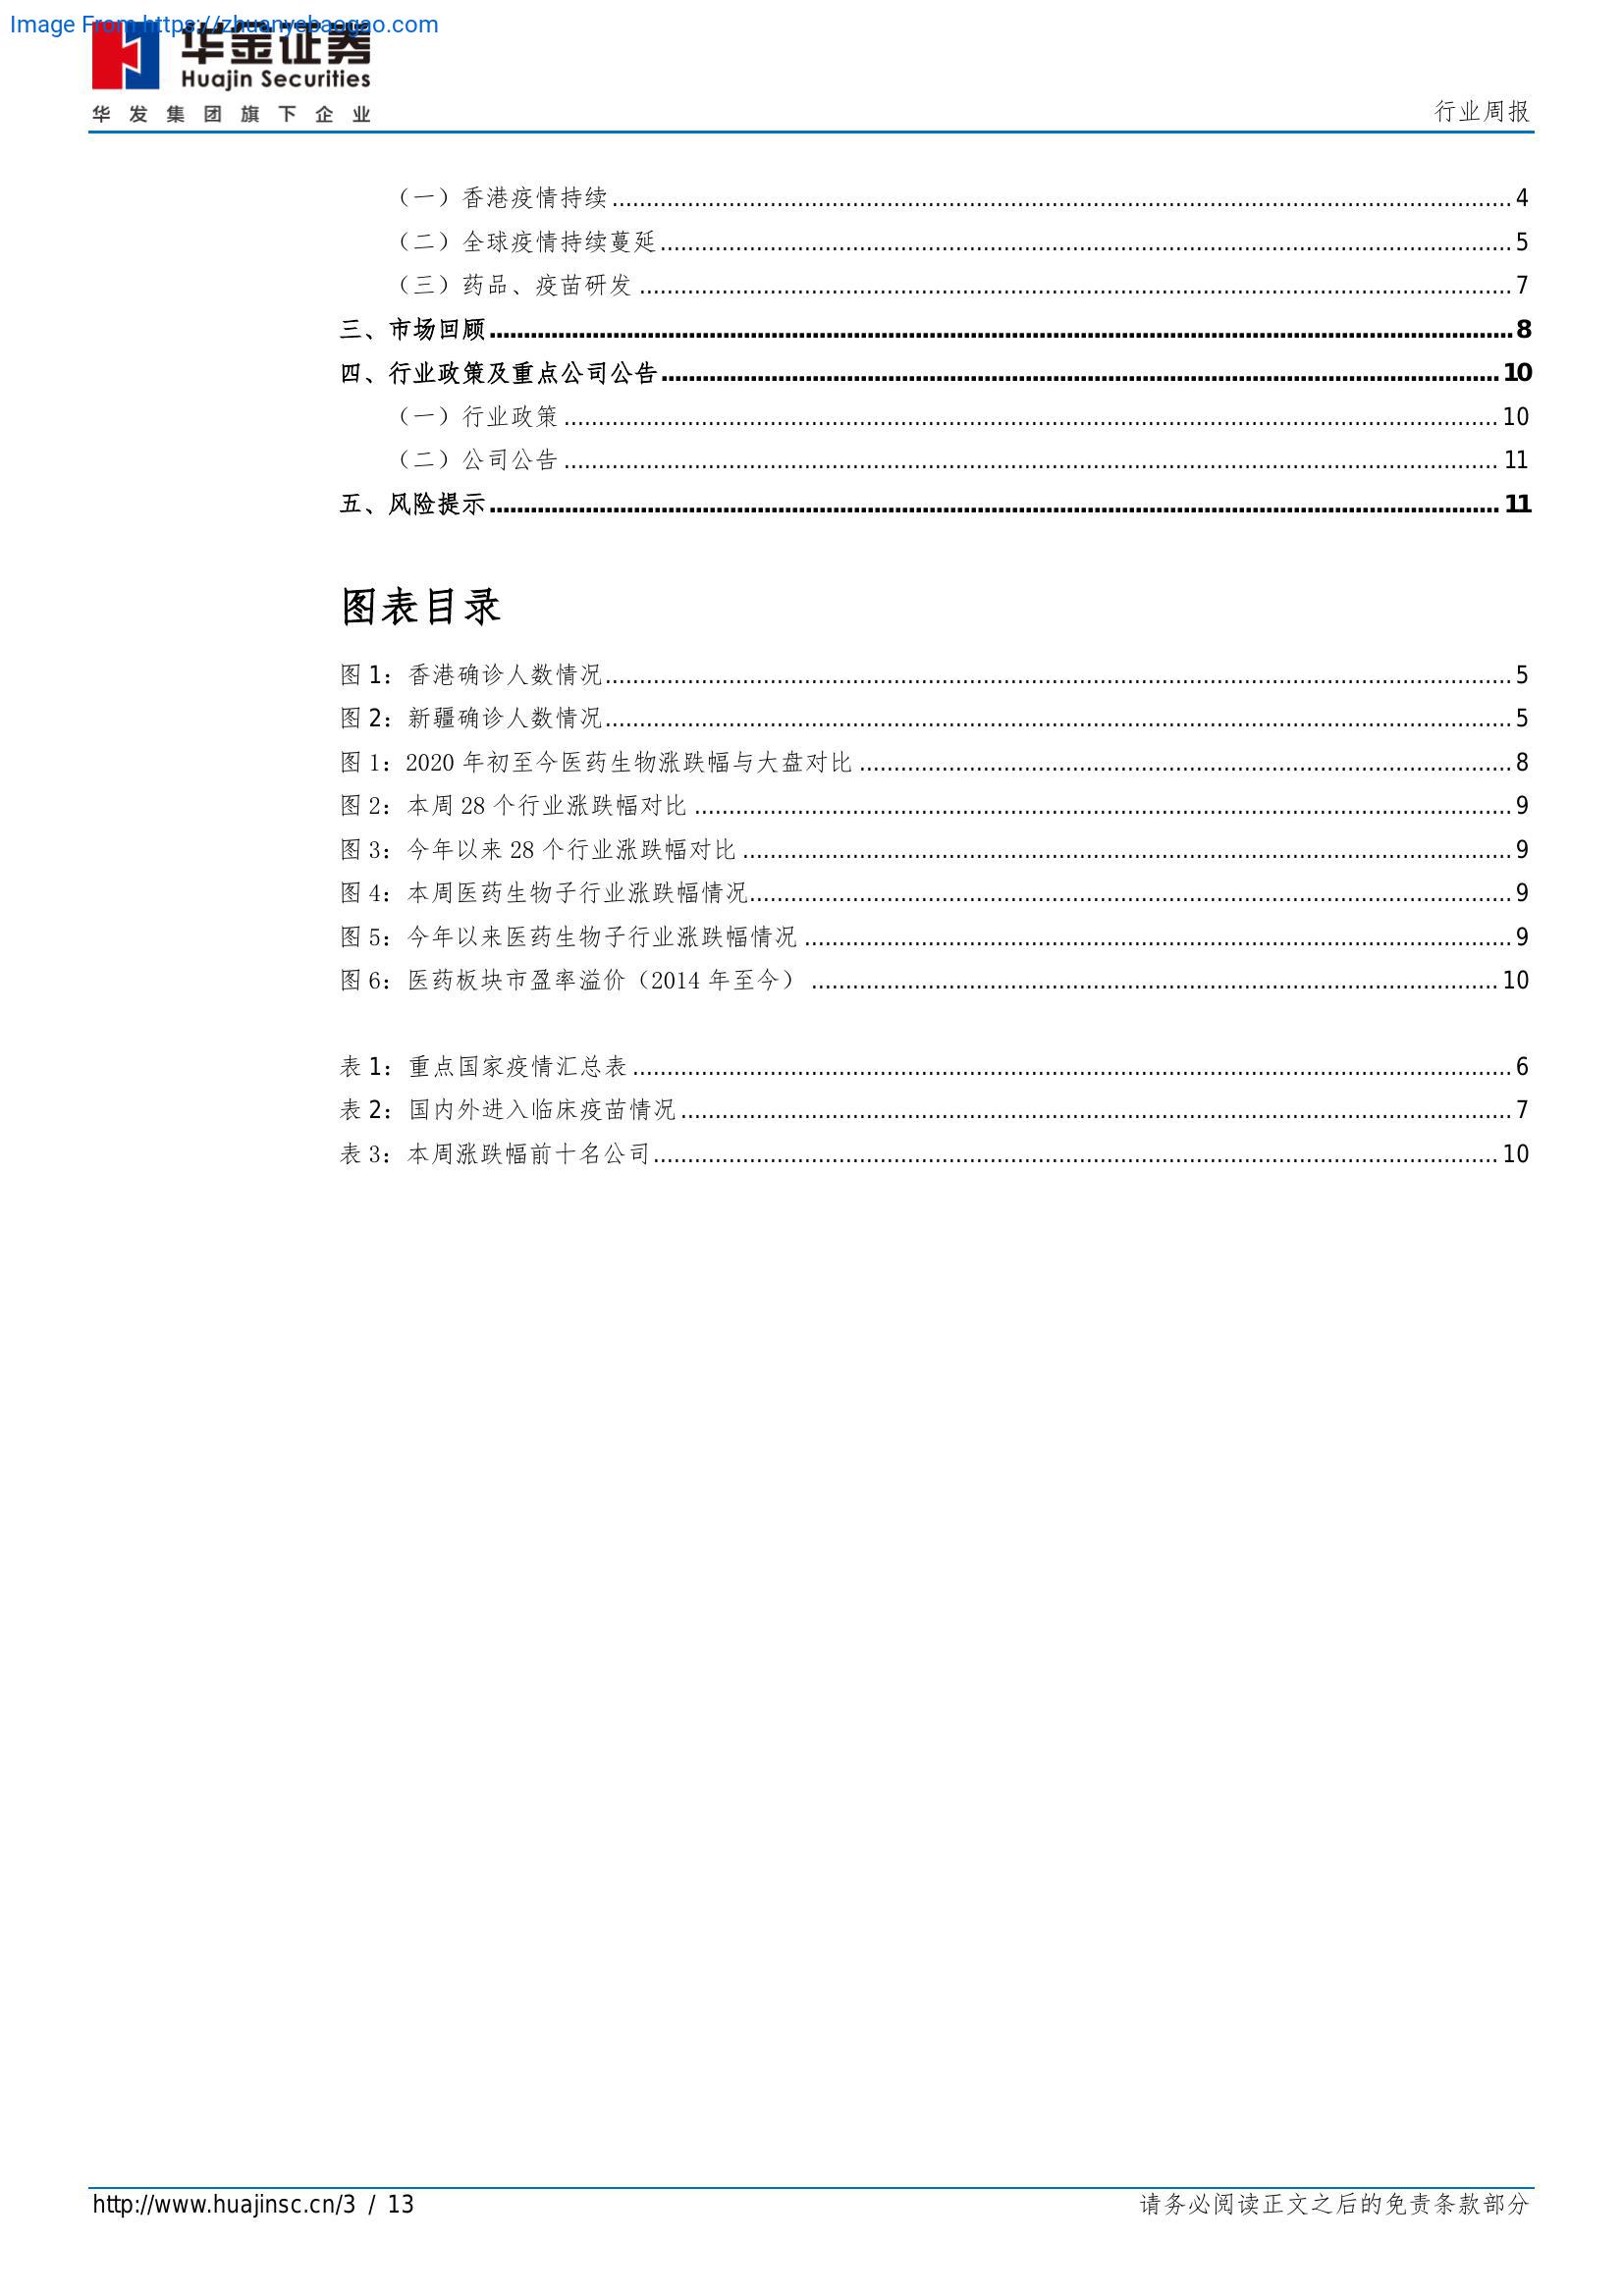 Image From https://zhuanyebaogao.com
华金证券
Huajin Securities
华发集团旗下企业
行业周报
（一）香港疫情持续 4
（二）全球疫情持续蔓延 5
（三）药品、疫苗研发 7
三、市场回顾 8
四、行业政策及重点公司公告 10
（一）行业政策 10
（二）公司公告 11
五、风险提示 11
图表目录
图 1：香港确诊人数情况 5
图 2：新疆确诊人数情况 5
图 1：2020 年初至今医药生物涨跌幅与大盘对比 8
图 2：本周 28 个行业涨跌幅对比 9
图 3：今年以来 28 个行业涨跌幅对比 9
图 4：本周医药生物子行业涨跌幅情况 9
图 5：今年以来医药生物子行业涨跌幅情况 9
图 6：医药板块市盈率溢价（2014 年至今） 10
表 1：重点国家疫情汇总表 6
表 2：国内外进入临床疫苗情况 7
表 3：本周涨跌幅前十名公司 10
http://www.huajinsc.cn/3 / 13
请务必阅读正文之后的免责条款部分